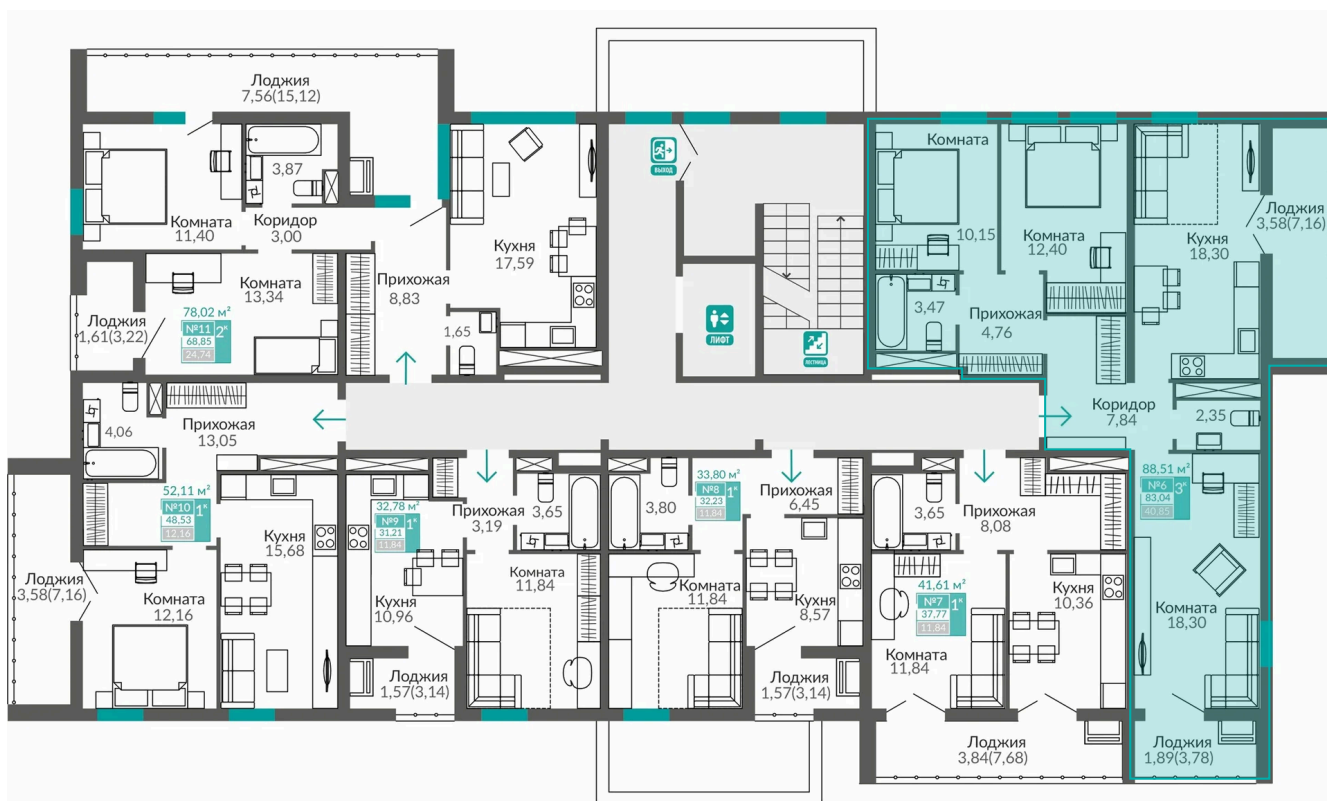 Лоджия
7,56(15,12)
3,87
Комната
11,40
Коридор
3,00
Кухня
17,59
Прихожая
8,83
Комната
13,34
Лоджия
1,61(3,22)
78,02 м²
№11
68,85
24,74
2к
1,65
ВЫХОД
ЛИФТ
ЛЕСТНИЦА
Комната
10,15
Комната
12,40
Кухня
18,30
Лоджия
3,58(7,16)
3,47
Прихожая
4,76
Коридор
7,84
2,35
88,51 м²
№6
83,04
40,85
3к
Комната
18,30
Лоджия
1,89(3,78)
4,06
Прихожая
13,05
52,11 м²
№10
48,53
12,16
1к
Кухня
15,68
Лоджия
3,58(7,16)
Комната
12,16
32,78 м²
№9
31,21
11,84
1к
Прихожая
3,19
3,65
Кухня
10,96
Комната
11,84
Лоджия
1,57(3,14)
33,80 м²
№8
32,23
11,84
1к
3,80
Прихожая
6,45
Комната
11,84
Кухня
8,57
Лоджия
1,57(3,14)
3,65
Прихожая
8,08
41,61 м²
№7
37,77
11,84
1к
Комната
11,84
Кухня
10,36
Лоджия
3,84(7,68)